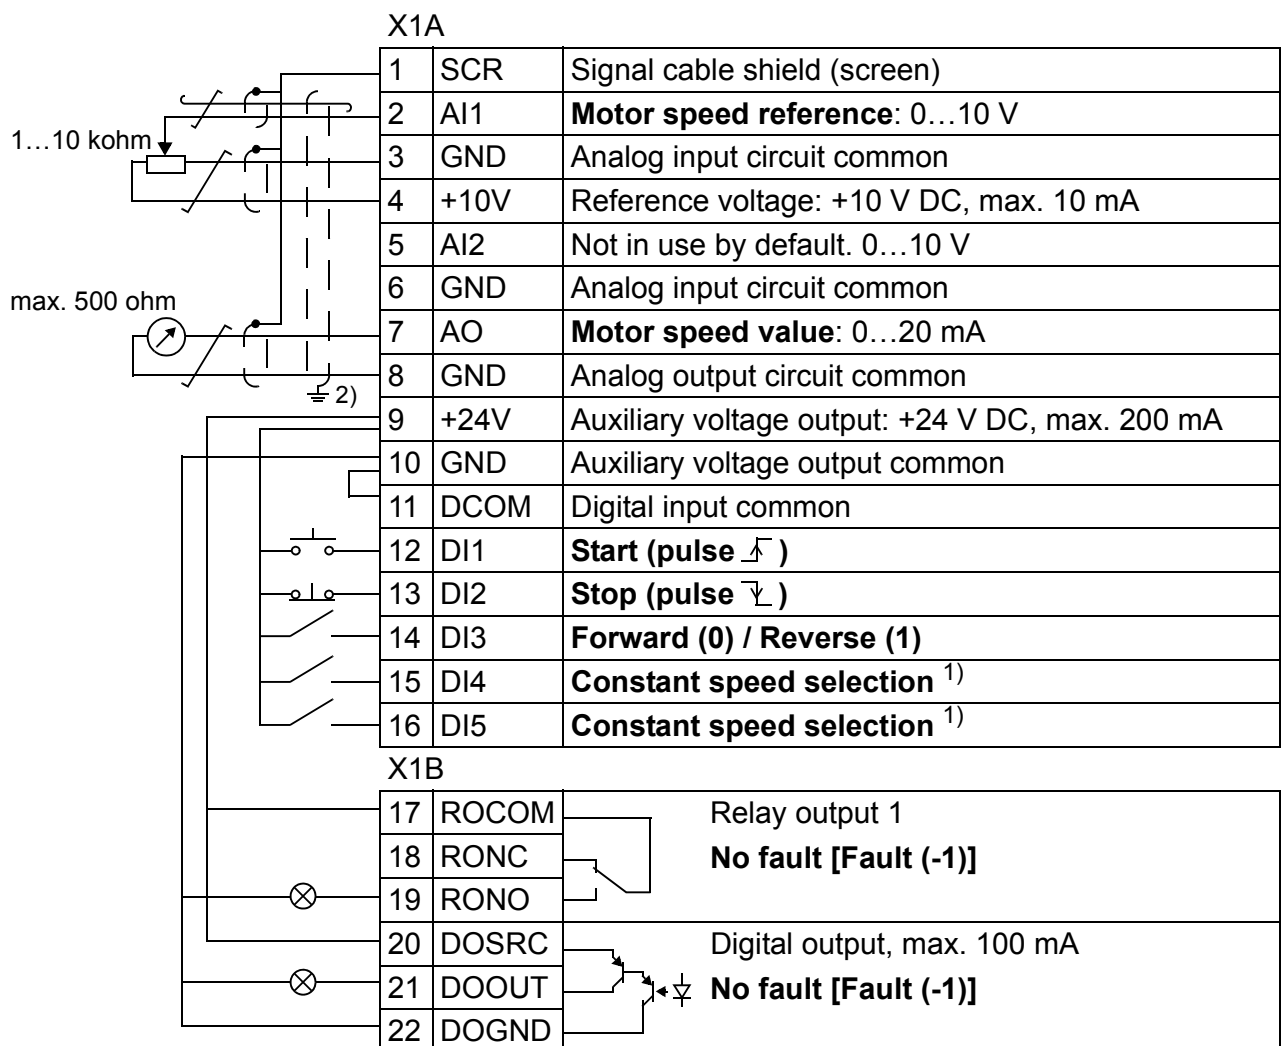 X1A
1 SCR Signal cable shield (screen)
2 AI1 Motor speed reference: 0…10 V
1…10 kohm
3 GND Analog input circuit common
4 +10V Reference voltage: +10 V DC, max. 10 mA
5 AI2 Not in use by default. 0…10 V
6 GND Analog input circuit common
max. 500 ohm
7 AO Motor speed value: 0…20 mA
8 GND Analog output circuit common
2)
9 +24V Auxiliary voltage output: +24 V DC, max. 200 mA
10 GND Auxiliary voltage output common
11 DCOM Digital input common
12 DI1 Start (pulse )
13 DI2 Stop (pulse )
14 DI3 Forward (0) / Reverse (1)
15 DI4 Constant speed selection 1)
16 DI5 Constant speed selection 1)
X1B
17 ROCOM Relay output 1
18 RONC No fault [Fault (-1)]
19 RONO
20 DOSRC Digital output, max. 100 mA
21 DOOUT No fault [Fault (-1)]
22 DOGND